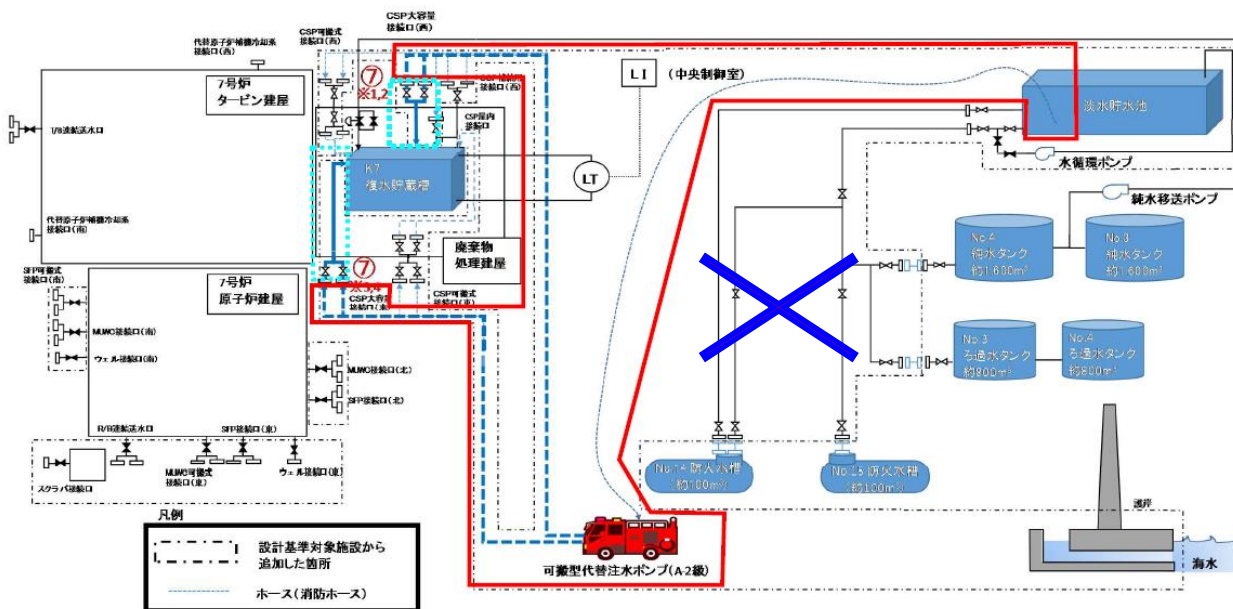 CSP大容量
接続口(西)
CSP可搬式
接続口(西)
代替原子炉補機冷却系
接続口(西)
7号炉
タービン建屋
⑦
※1,2
接続口(西)
CSP屋内
接続口
LI
(中央制御室)
淡水貯水池
T/B連結送水口
K7
復水貯蔵槽
LT
水循環ポンプ
純水移送ポンプ
代替原子炉補機冷却系
接続口(南)
廃棄物
処理建屋
No.4
純水タンク
約1,600m³
No.3
純水タンク
約1,600m³
SFP可搬式
接続口(南)
7号炉
原子炉建屋
⑦
※3,4
CSP大容量
接続口(東)
CSP可搬式
接続口(東)
MUWC接続口(南)
ウェル接続口(南)
No.3
ろ過水タンク
約800m³
No.4
ろ過水タンク
約800m³
MUWC接続口(北)
SFP接続口(北)
R/B連結送水口
SFP接続口(東)
MUWC可搬式
接続口(東)
ウェル接続口(東)
スクラバ接続口
No.14防火水槽
(約100m³)
No.15防火水槽
(約100m³)
護岸
海水
可搬型代替注水ポンプ(A-2級)
凡例
設計基準対象施設から
追加した箇所
ホース(消防ホース)